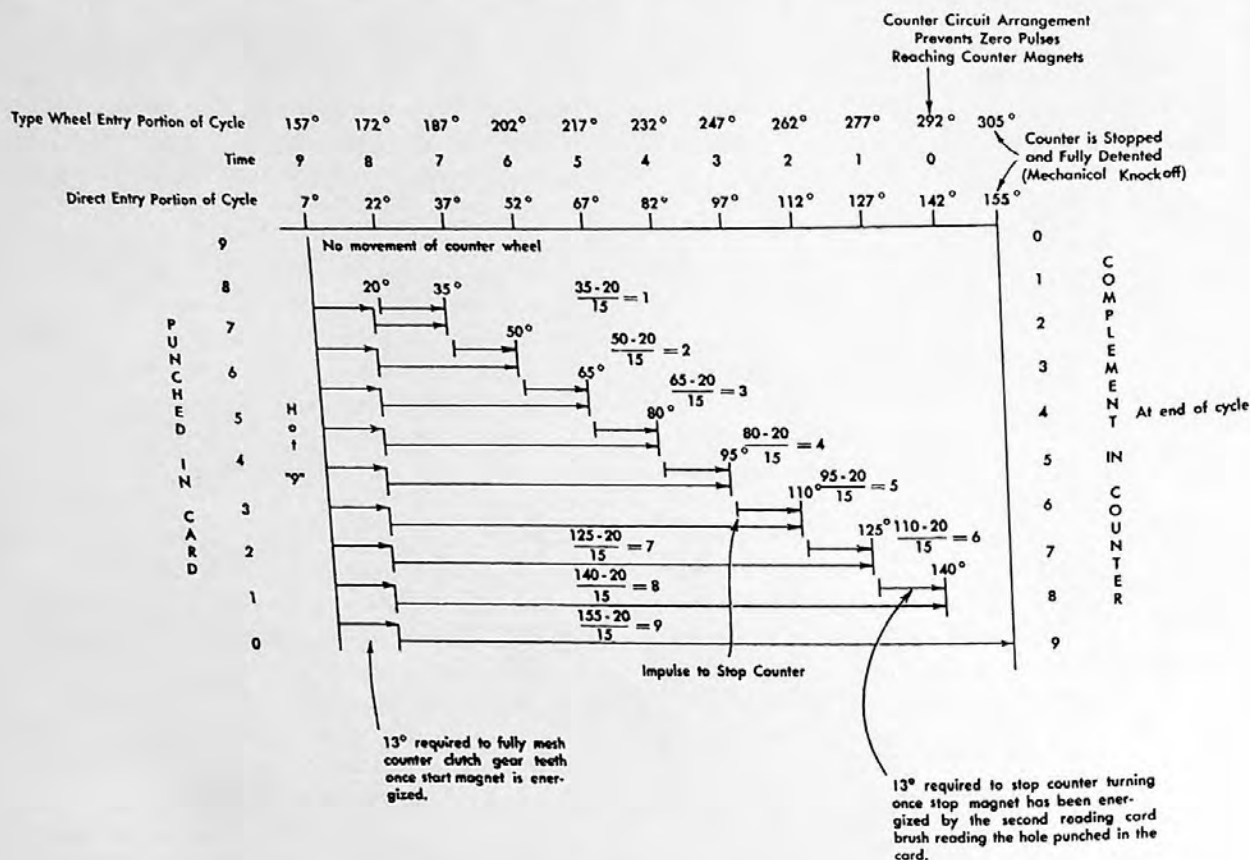 Counter Circuit Arrangement
Prevents Zero Pulses
Reaching Counter Magnets
Type Wheel Entry Portion of Cycle 157° 172° 187° 202° 217° 232° 247° 262° 277° 292° 305°
Counter is Stopped
and Fully Detented
(Mechanical Knockoff)
Time 9 8 7 6 5 4 3 2 1 0
Direct Entry Portion of Cycle 7° 22° 37° 52° 67° 82° 97° 112° 127° 142° 155°
9 No movement of counter wheel 0
8 20° 35° 35-20/15 = 1 1
7 50° 50-20/15 = 2 2
6 65° 65-20/15 = 3 3
5 80° 80-20/15 = 4 4
4 95° 95-20/15 = 5 5
3 110° 110-20/15 = 6 6
2 125° 125-20/15 = 7 7
1 140° 140-20/15 = 8 8
0 155-20/15 = 9 9
PUNCHED IN CARD
Hot "9"
COMPLEMENT IN COUNTER
At end of cycle
Impulse to Stop Counter
13° required to fully mesh
counter clutch gear teeth
once start magnet is ener-
gized.
13° required to stop counter turning
once stop magnet has been ener-
gized by the second reading card
brush reading the hole punched in the
card.